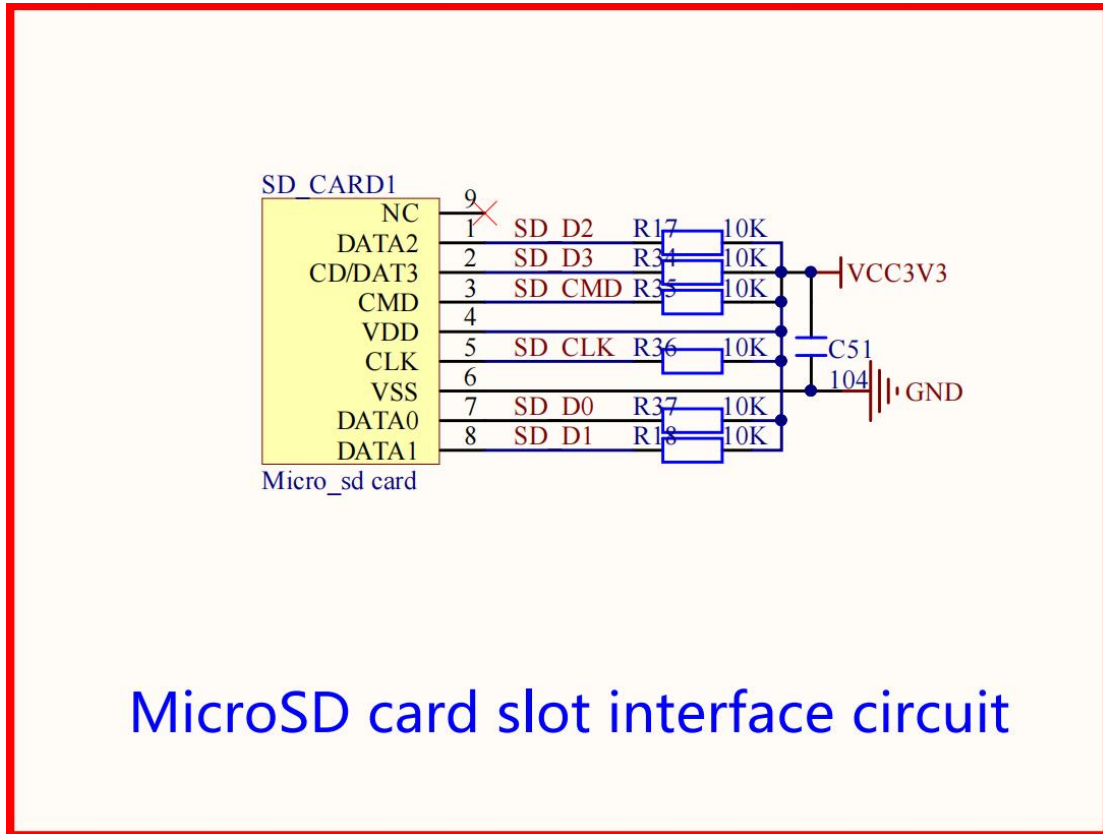 SD_CARD1
NC 9
DATA2 1 SD_D2 R17 10K
CD/DAT3 2 SD_D3 R34 10K VCC3V3
CMD 3 SD_CMD R35 10K
VDD 4
CLK 5 SD_CLK R36 10K C51
VSS 6 104 GND
DATA0 7 SD_D0 R37 10K
DATA1 8 SD_D1 R18 10K
Micro_sd card
MicroSD card slot interface circuit